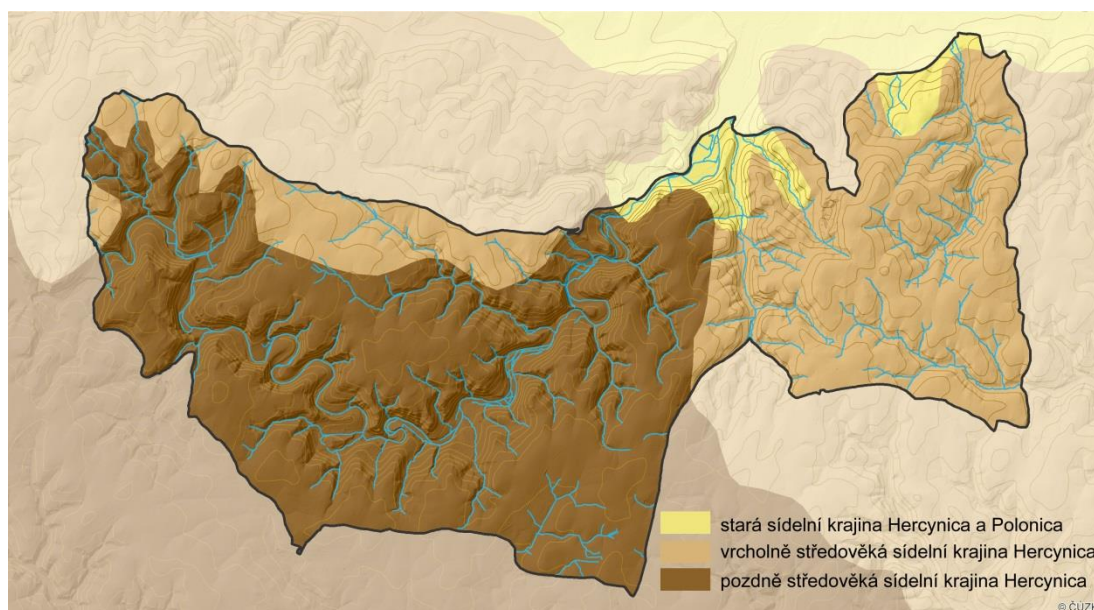 stará sídelní krajina Hercynica a Polonica
vrcholně středověká sídelní krajina Hercynica
pozdně středověká sídelní krajina Hercynica